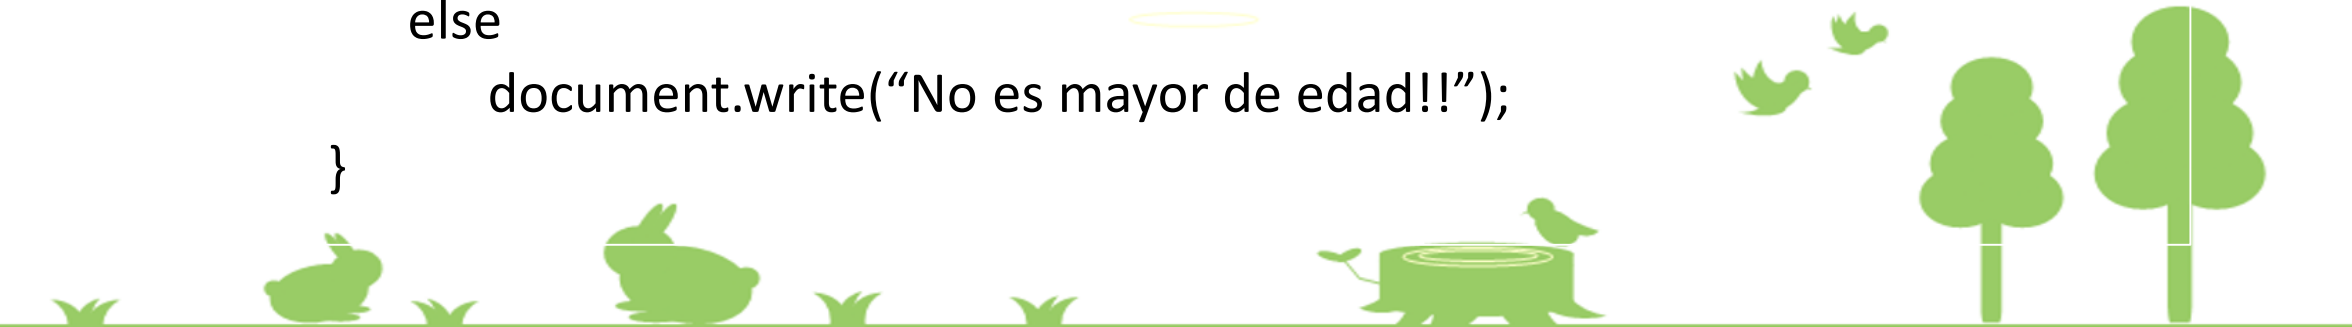 else
document.write(“No es mayor de edad!!”);
}